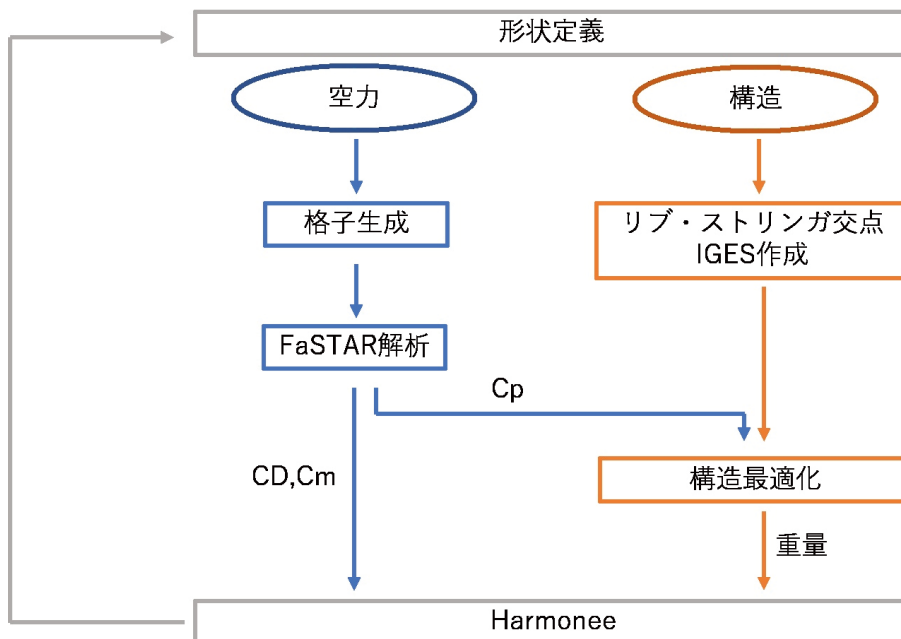 形状定義
空力
構造
格子生成
リブ・ストリンガ交点
IGES作成
FaSTAR解析
Cp
CD,Cm
構造最適化
重量
Harmonee